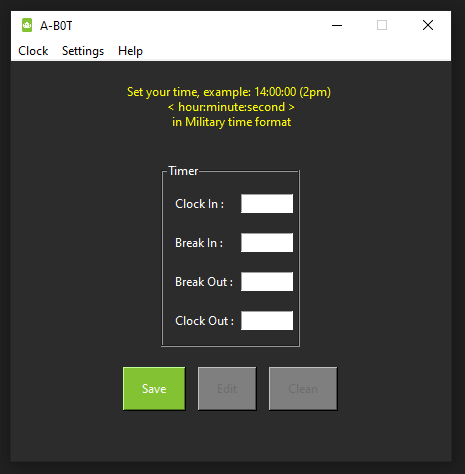 A-B0T
Clock Settings Help
Set your time, example: 14:00:00 (2pm)
< hour:minute:second >
in Military time format
Timer
Clock In :
Break In :
Break Out :
Clock Out :
Save Edit Clean